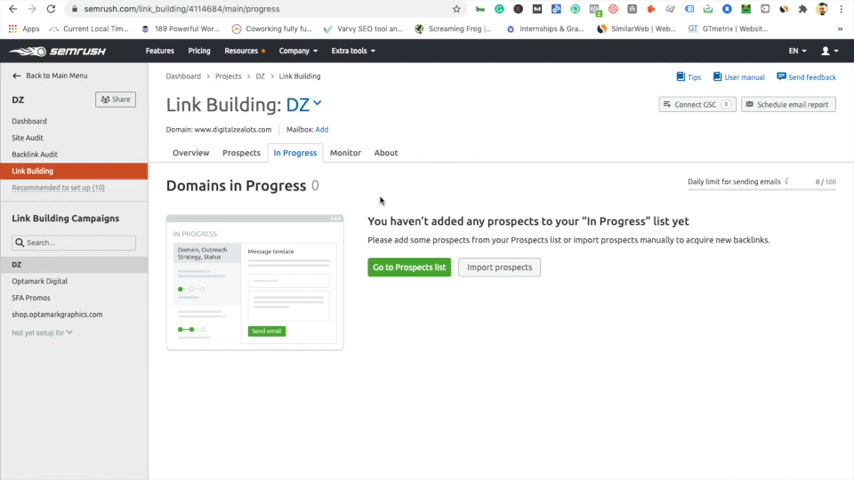 semrush.com/link_building/4114684/main/progress
Apps
Current Local Tim...
189 Powerful Wor...
Coworking fully fu...
Varvy SEO tool an...
Screaming Frog |...
Internships & Gra...
SimilarWeb | Web...
GTmetrix | Websit...
SEMRUSH
Features
Pricing
Resources
Company
Extra tools
EN
Back to Main Menu
DZ
Share
Dashboard
Site Audit
Backlink Audit
Link Building
Recommended to set up (10)
Link Building Campaigns
Search...
DZ
Optamark Digital
SFA Promos
shop.optamarkgraphics.com
Not yet setup for
Dashboard > Projects > DZ > Link Building
Tips
User manual
Send feedback
Link Building: DZ
Connect GSC 0
Schedule email report
Domain: www.digitalzealots.com
Mailbox: Add
Overview
Prospects
In Progress
Monitor
About
Domains in Progress 0
Daily limit for sending emails i 0 / 500
IN PROGRESS
Domain, Outreach
Strategy, Status
Message temlate
Send email
You haven't added any prospects to your "In Progress" list yet
Please add some prospects from your Prospects list or import prospects manually to acquire new backlinks.
Go to Prospects list
Import prospects